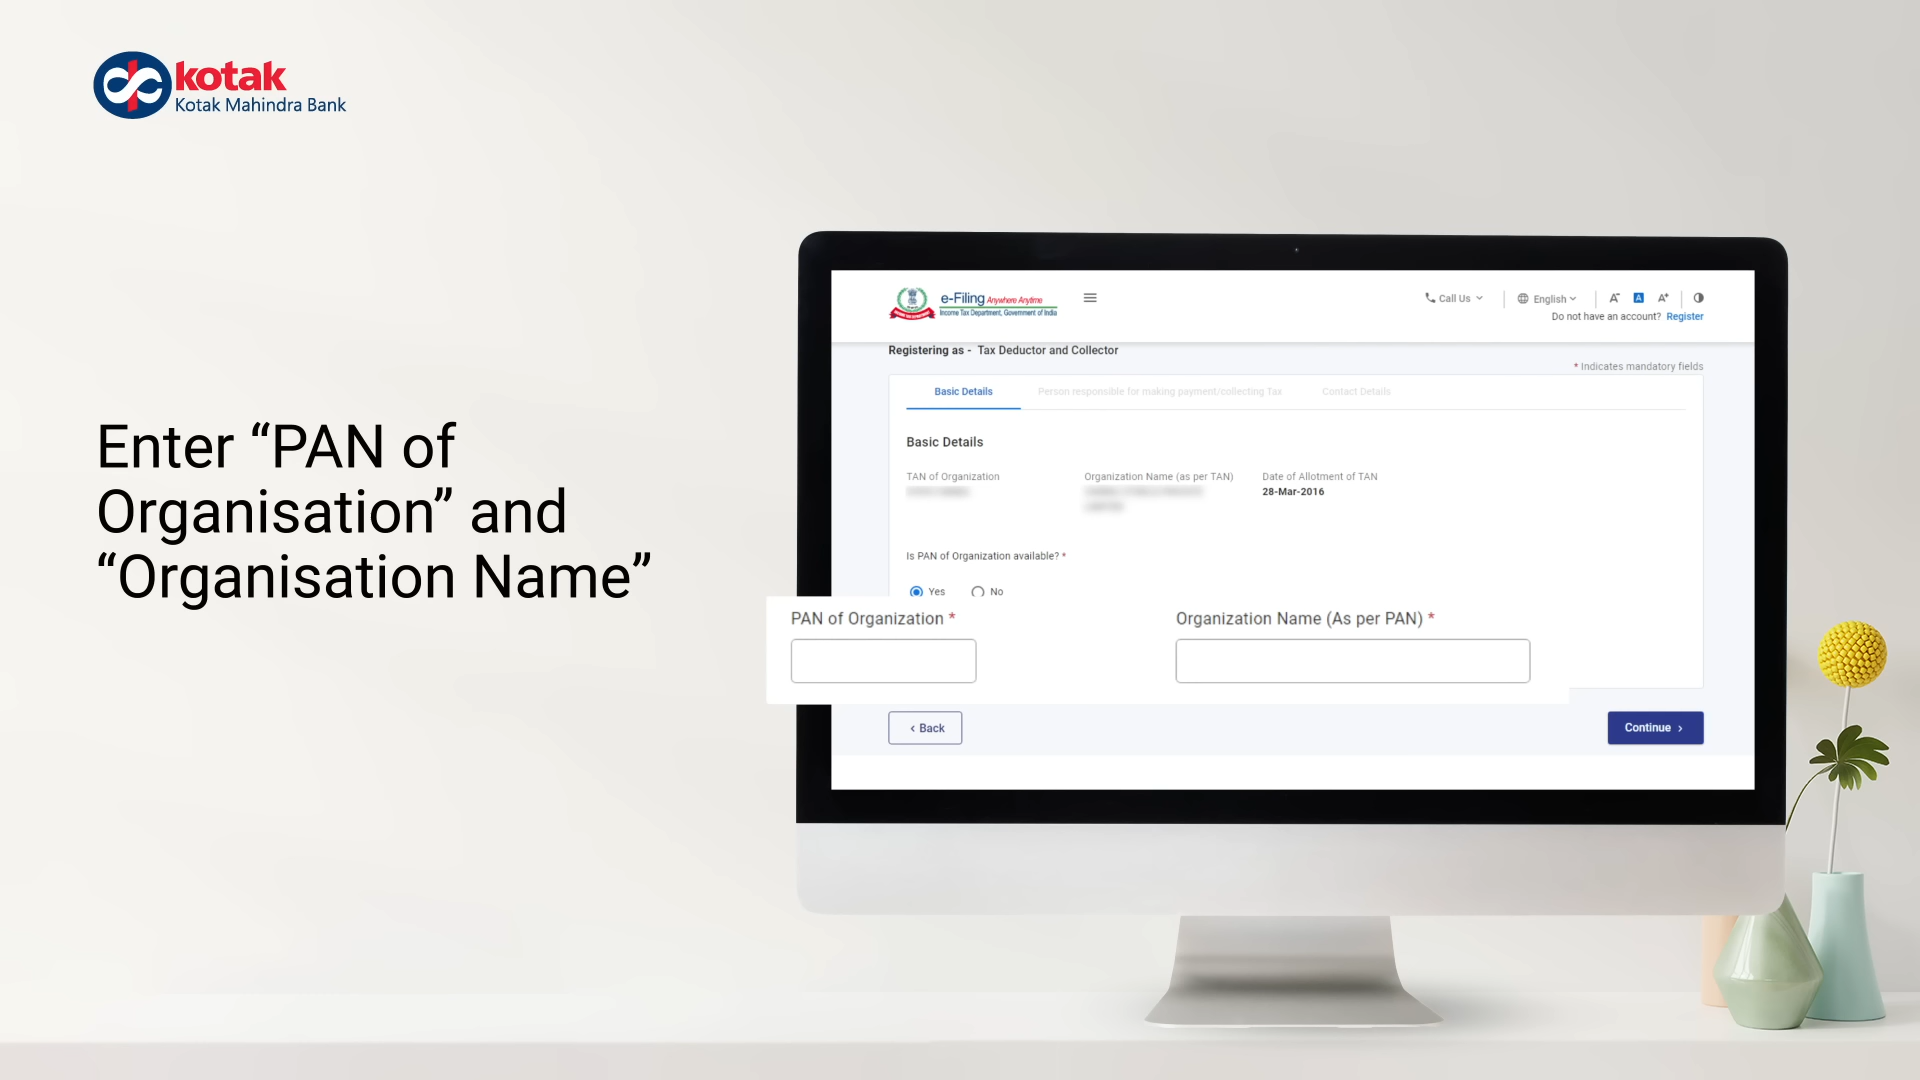 kotak
Kotak Mahindra Bank
Enter “PAN of
Organisation” and
“Organisation Name”
e-Filing Anywhere Anytime
Income Tax Department, Government of India
Call Us
English
A-
A
A+
Do not have an account? Register
Registering as - Tax Deductor and Collector
* Indicates mandatory fields
Basic Details
Person responsible for making payment/collecting Tax
Contact Details
Basic Details
TAN of Organization
Organization Name (as per TAN)
Date of Allotment of TAN
28-Mar-2016
Is PAN of Organization available? *
Yes
No
PAN of Organization *
Organization Name (As per PAN) *
‹ Back
Continue ›